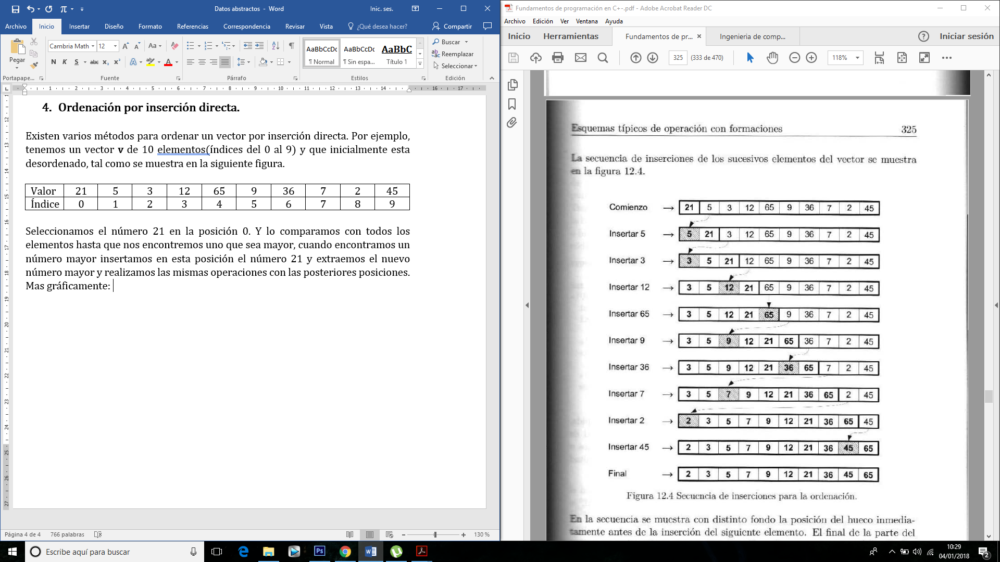 Datos abstractos - Word
Inic. ses.
Archivo Inicio Insertar Diseño Formato Referencias Correspondencia Revisar Vista ¿Qué desea hacer? Compartir
Pegar
Cambria Math 12
Aa
N K S abc x₂ x²
AaBbCcDc AaBbCcDc AaBbC
¶ Normal ¶ Sin espa... Título 1
Buscar
Reemplazar
Seleccionar
Portapape... Fuente Párrafo Estilos Edición
1 2 3 4 5 6 7 8 9 10 11 12 13 14 16 17
4. Ordenación por inserción directa.
Existen varios métodos para ordenar un vector por inserción directa. Por ejemplo,
tenemos un vector v de 10 elementos(índices del 0 al 9) y que inicialmente esta
desordenado, tal como se muestra en la siguiente figura.
Valor 21 5 3 12 65 9 36 7 2 45
Índice 0 1 2 3 4 5 6 7 8 9
Seleccionamos el número 21 en la posición 0. Y lo comparamos con todos los
elementos hasta que nos encontremos uno que sea mayor, cuando encontramos un
número mayor insertamos en esta posición el número 21 y extraemos el nuevo
número mayor y realizamos las mismas operaciones con las posteriores posiciones.
Mas gráficamente:
Página 4 de 4 766 palabras
130 %
Fundamentos de programación en C+-.pdf - Adobe Acrobat Reader DC
Archivo Edición Ver Ventana Ayuda
Inicio Herramientas Fundamentos de pr... × Ingenieria de comp... Iniciar sesión
325 (333 de 470) 118%
Esquemas típicos de operación con formaciones 325
La secuencia de inserciones de los sucesivos elementos del vector se muestra
en la figura 12.4.
Comienzo → 21 5 3 12 65 9 36 7 2 45
Insertar 5 → 5 21 3 12 65 9 36 7 2 45
Insertar 3 → 3 5 21 12 65 9 36 7 2 45
Insertar 12 → 3 5 12 21 65 9 36 7 2 45
Insertar 65 → 3 5 12 21 65 9 36 7 2 45
Insertar 9 → 3 5 9 12 21 65 36 7 2 45
Insertar 36 → 3 5 9 12 21 36 65 7 2 45
Insertar 7 → 3 5 7 9 12 21 36 65 2 45
Insertar 2 → 2 3 5 7 9 12 21 36 65 45
Insertar 45 → 2 3 5 7 9 12 21 36 45 65
Final → 2 3 5 7 9 12 21 36 45 65
Figura 12.4 Secuencia de inserciones para la ordenación.
En la secuencia se muestra con distinto fondo la posición del hueco inmedia-
tamente antes de la inserción del siguiente elemento. El final de la parte del
Escribe aquí para buscar
10:29
04/01/2018
2